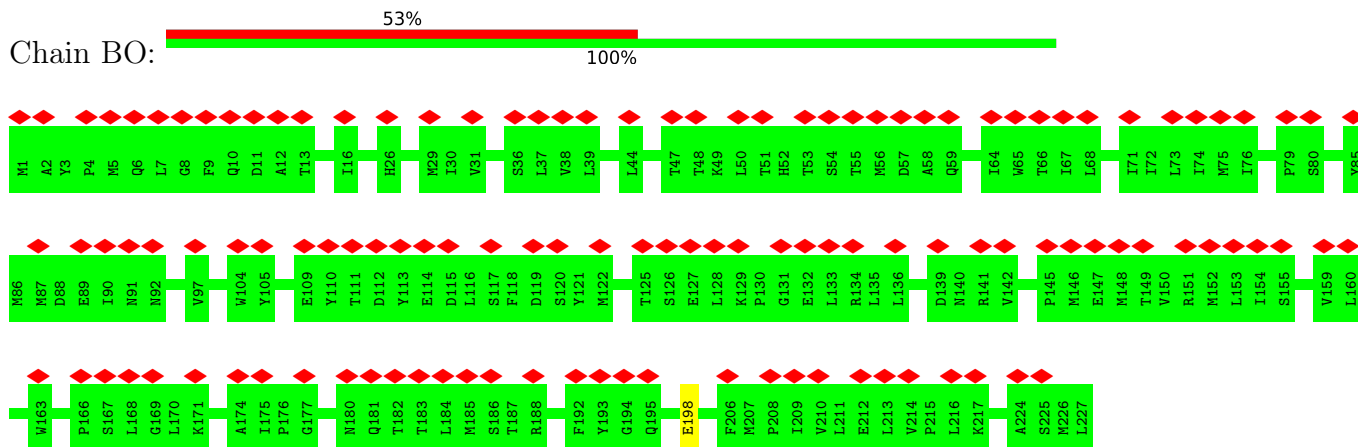 53%
Chain BO:
100%
M1 A2 Y3 P4 M5 Q6 L7 G8 F9 Q10 D11 A12 T13 I16 H26 M29 I30 V31 S36 L37 V38 L39 L44 T47 T48 K49 L50 T51 H52 T53 S54 T55 M56 D57 A58 Q59 I64 W65 T66 I67 L68 I71 I72 L73 I74 M75 I76 P79 S80 Y85
M86 M87 D88 E89 I90 N91 N92 V97 W104 Y105 E109 Y110 T111 D112 Y113 E114 D115 L116 S117 F118 D119 S120 Y121 M122 T125 S126 E127 L128 K129 P130 G131 E132 L133 R134 L135 L136 D139 N140 R141 V142 P145 M146 E147 M148 T149 V150 R151 M152 L153 I154 S155 V159 L160
W163 P166 S167 L168 G169 L170 K171 A174 I175 P176 G177 N180 Q181 T182 T183 L184 M185 S186 T187 R188 F192 Y193 G194 Q195 E198 F206 M207 P208 I209 V210 L211 E212 L213 V214 P215 L216 K217 A224 S225 M226 L227